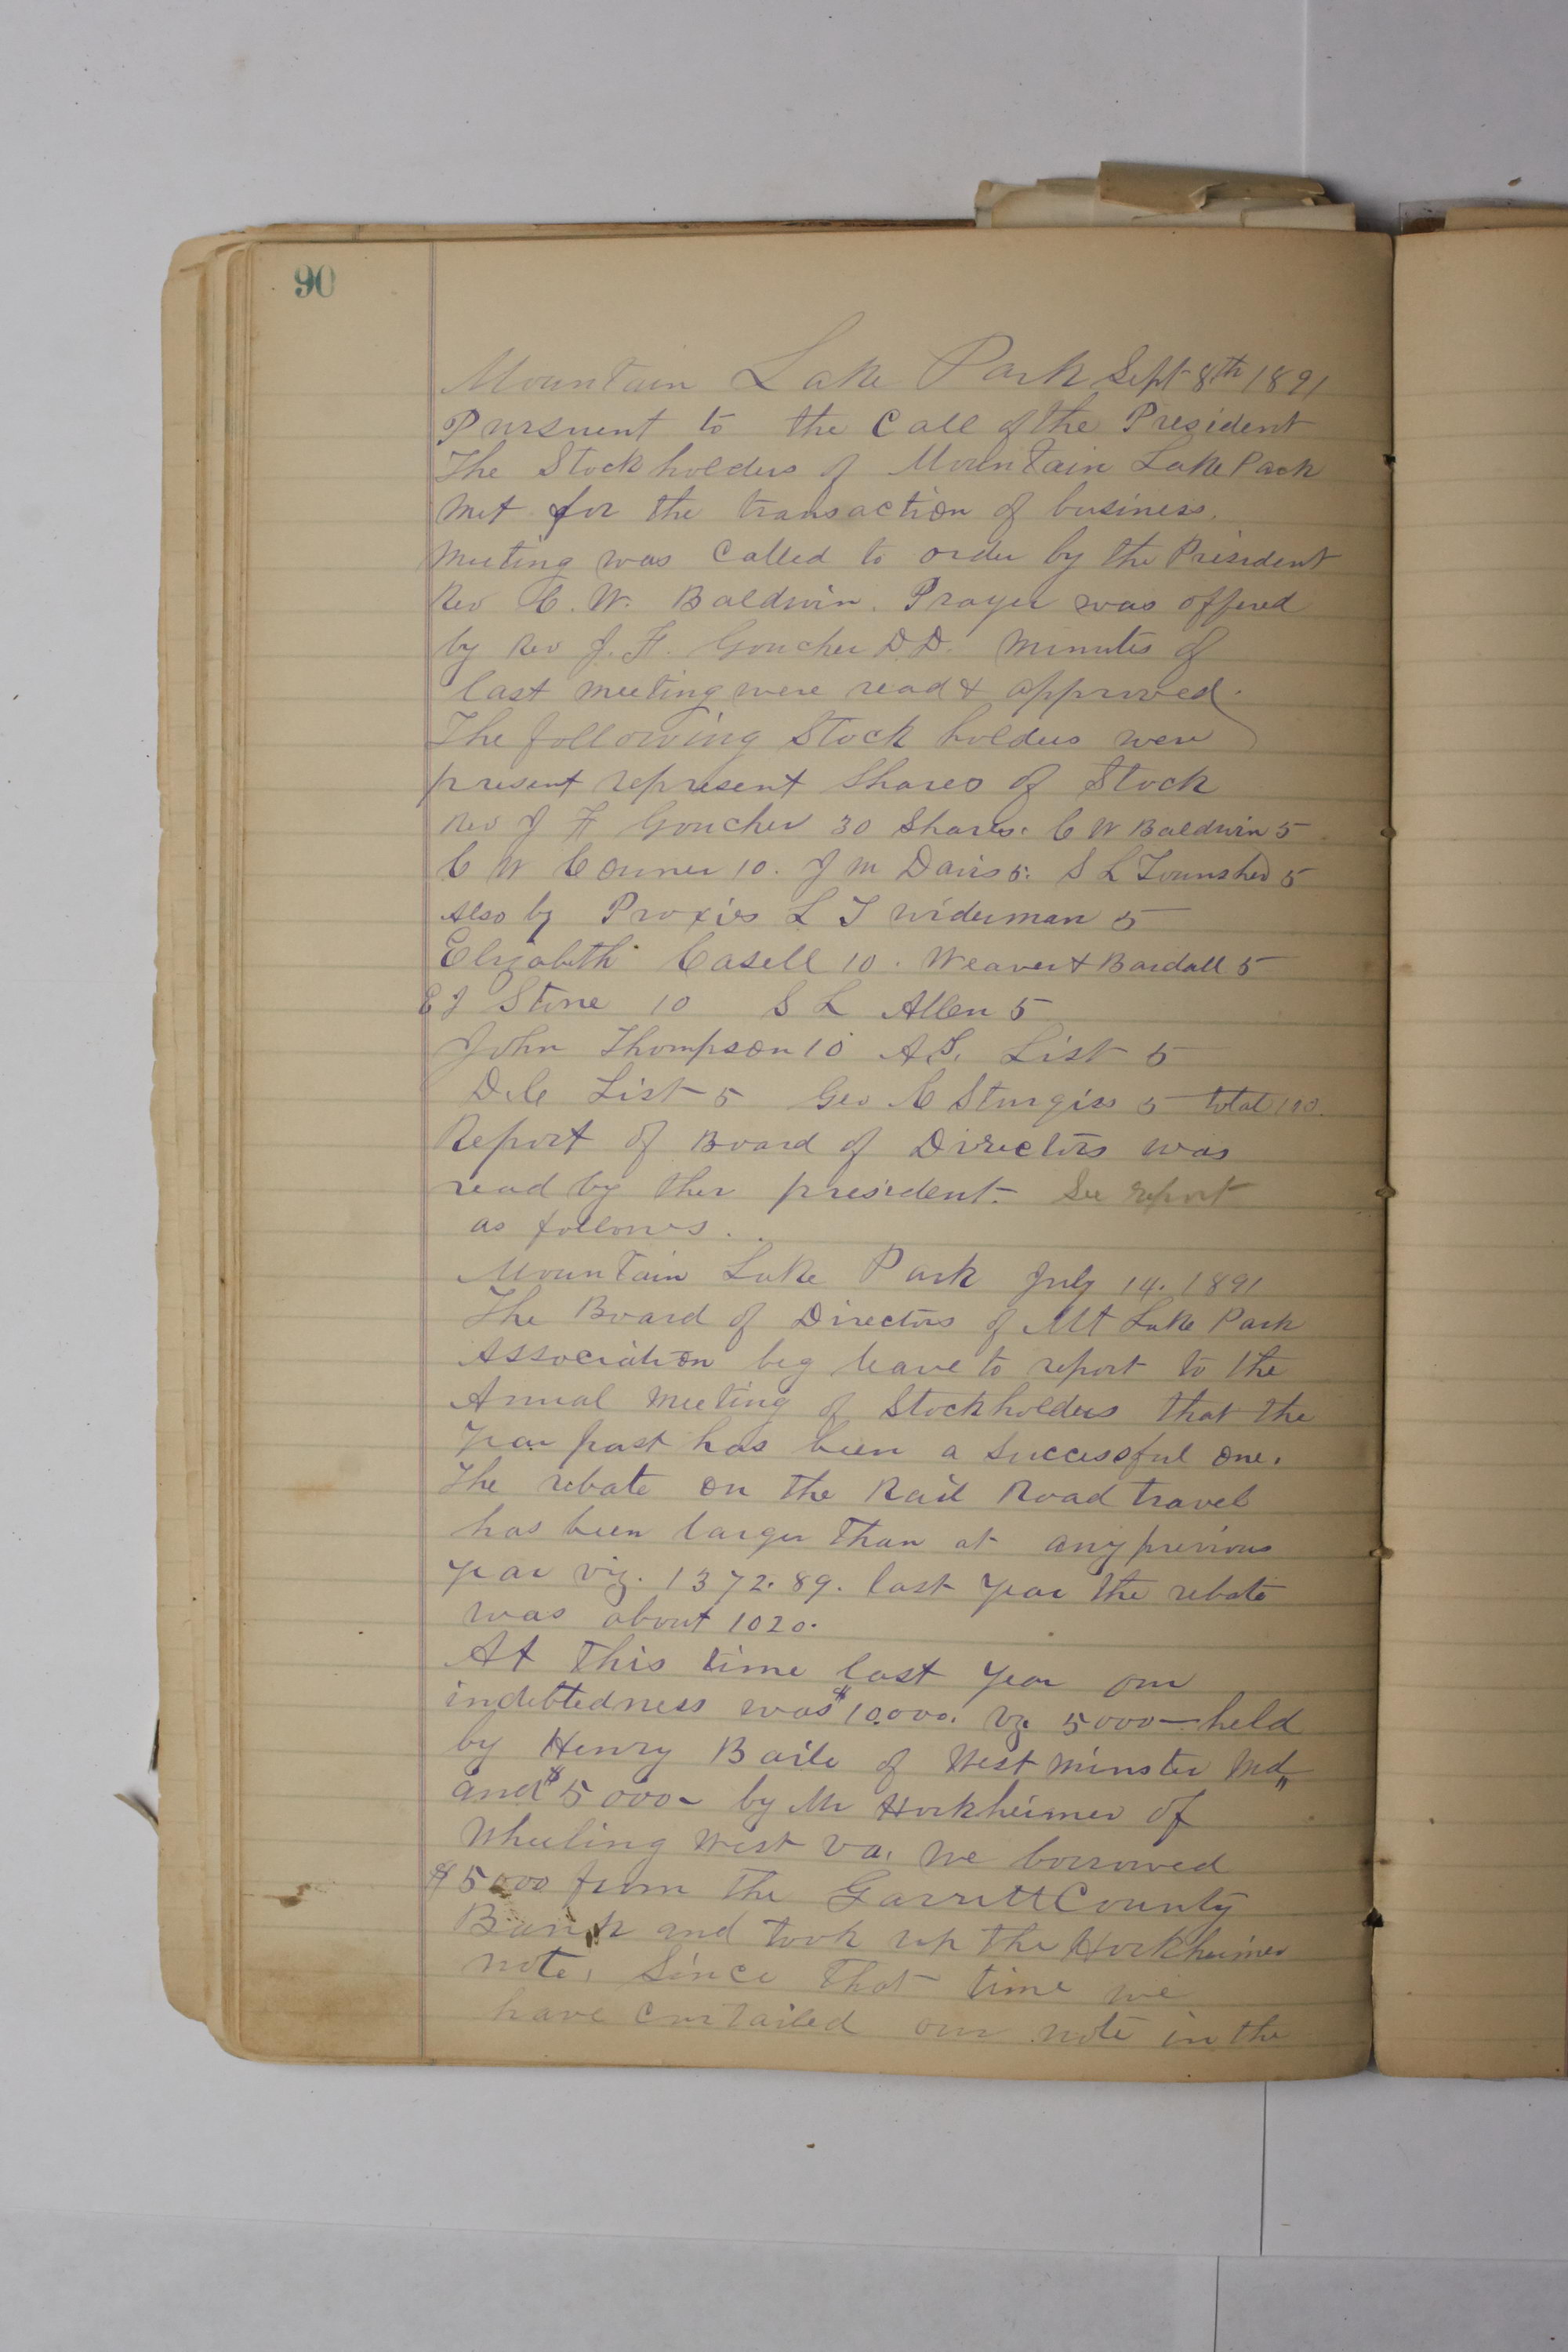 90
Mountain Lake Park Sept 8th 1891
Pursuent to the Call of the President
The Stockholders of Mountain Lake Park
met for the transaction of business.
Meeting was Called to order by the President
Rev C. W. Baldwin. Prayer was offered
by Rev J. F. Goucher D D. Minutes of
last meeting were read & approved.
The following Stock holders were
present represent Shares of Stock
Rev J F Goucher 30 Shares. C W Baldwin 5
C W Conner 10. J M Davis 5. S L Townshed 5
Also by Proxies L T Widerman 5
Elizabeth Casell 10. Weaver & Bardall 5
E J Stone 10 S L Allen 5
John Thompson 10 A S. List 5
D. C List 5 Geo C Sturgiss 5 total 110.
Report of Board of Directors was
read by ther president. See report
as follows..
Mountain Lake Park July 14. 1891
The Board of Directors of Mt Lake Park
Association beg leave to report to the
Annual Meeting of Stockholders that the
year past has been a Successful one.
The rebate on the Rail Road travel
has been larger than at any previous
year viz. 1372.89. last year the rebate
was about 1020.
At this time last year our
indebtedness was $10.000. Vz. 5000— held
by Henry Baile of West minster Md,,
and $5000– by Mr Horkheimer of
Wheeling West Va. We borrowed
$5000 from the Garrett County
Bank and took up the Horkheimer
note. Since that time we
have curtailed our note in the